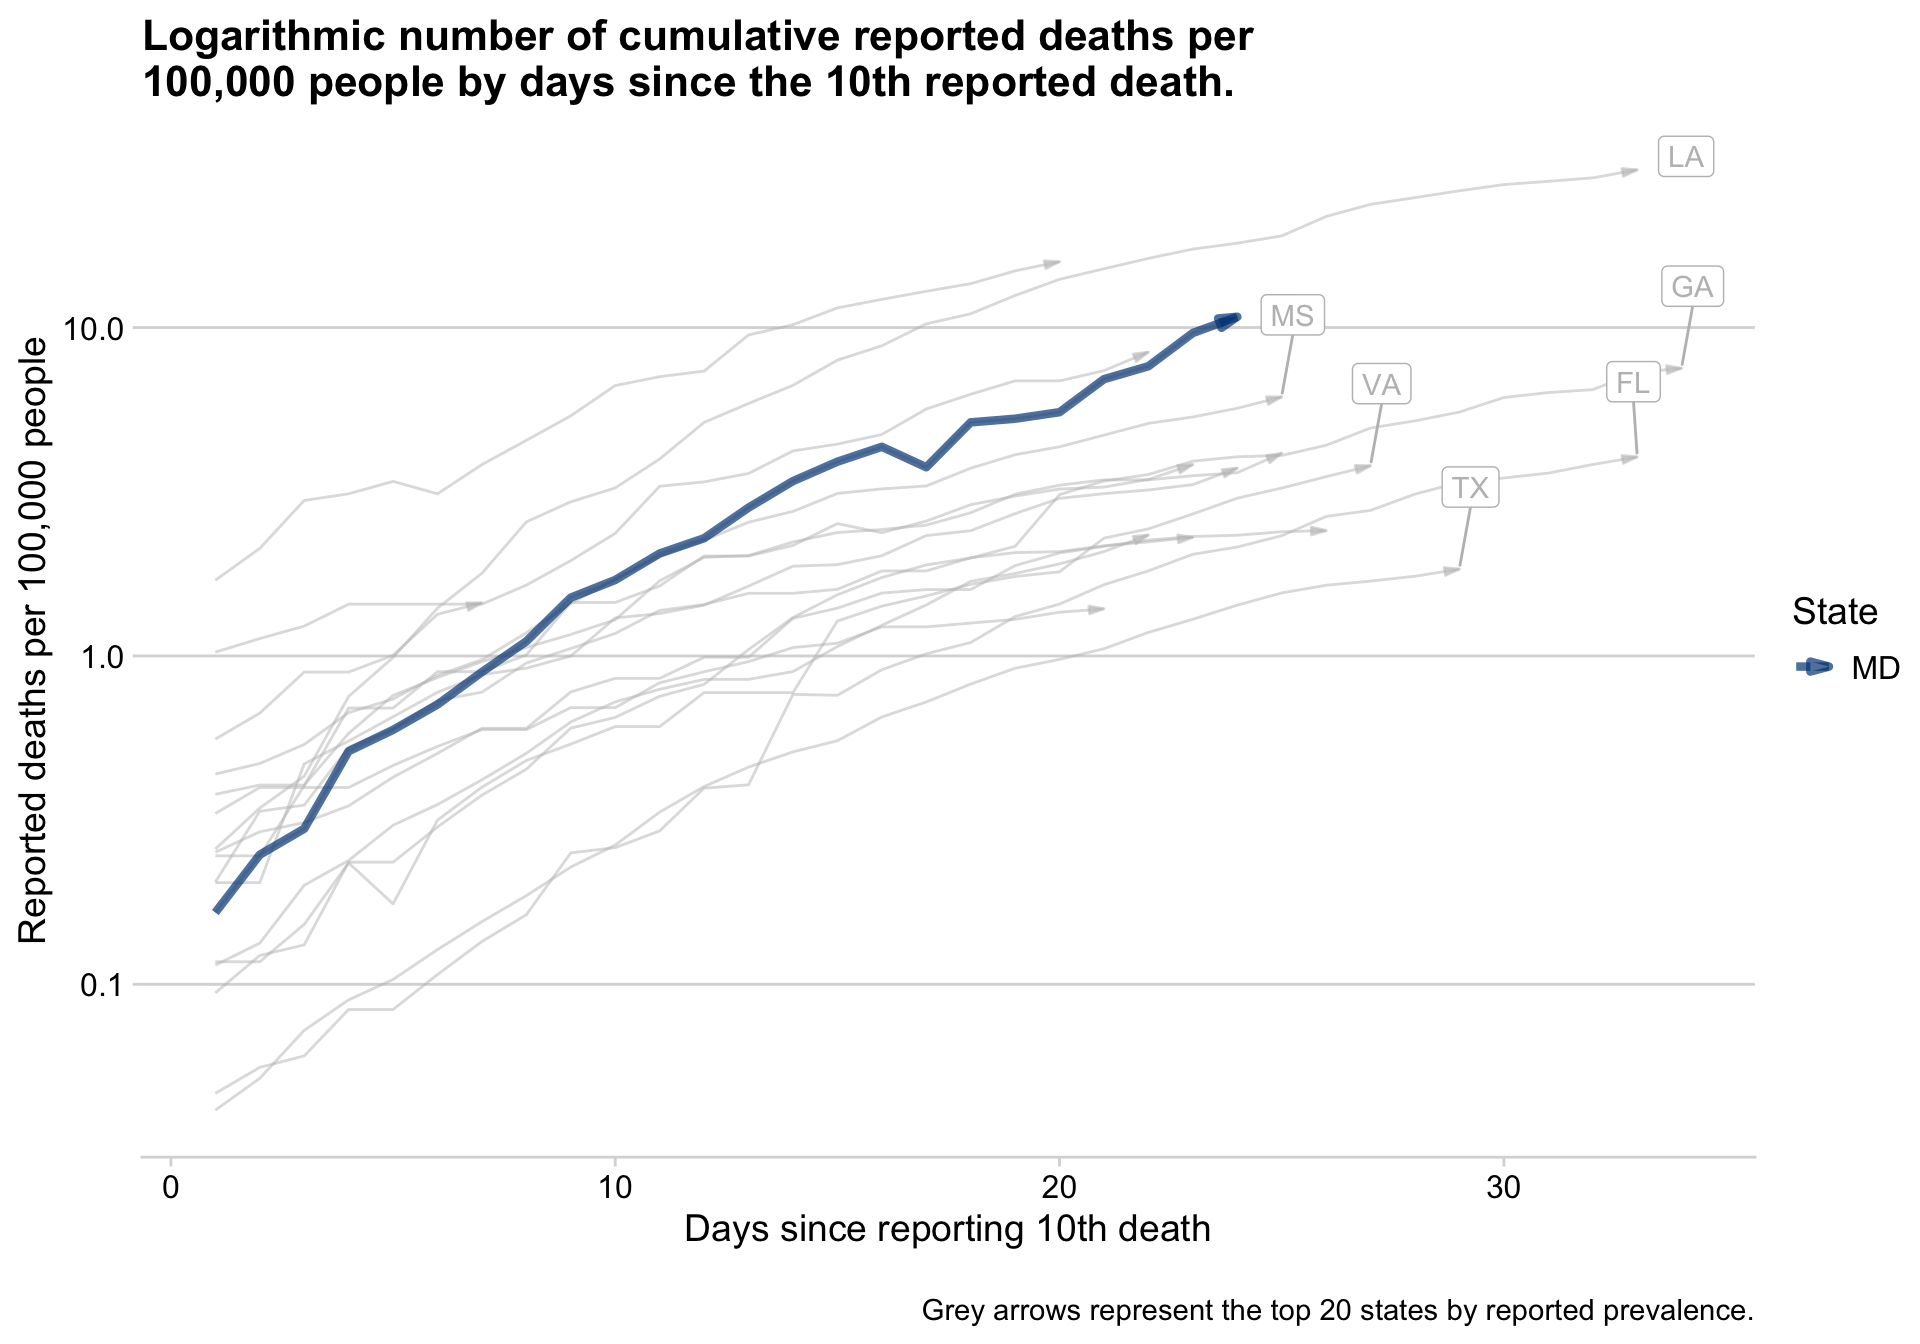 Logarithmic number of cumulative reported deaths per
100,000 people by days since the 10th reported death.
LA
GA
MS
FL
VA
TX
10.0
1.0
0.1
Reported deaths per 100,000 people
State
MD
0
10
20
30
Days since reporting 10th death
Grey arrows represent the top 20 states by reported prevalence.